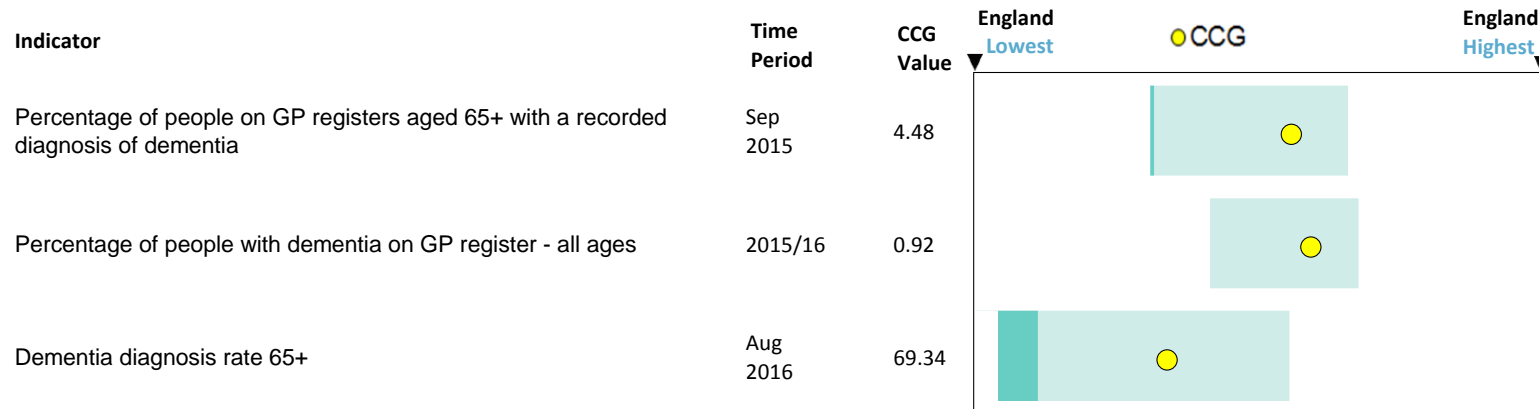 Indicator
Time
Period
CCG
Value
England
Lowest
CCG
England
Highest
Percentage of people on GP registers aged 65+ with a recorded
diagnosis of dementia
Sep
2015
4.48
Percentage of people with dementia on GP register - all ages
2015/16
0.92
Dementia diagnosis rate 65+
Aug
2016
69.34